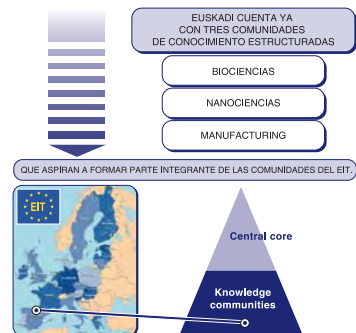 EUSKADI CUENTA YA
CON TRES COMUNIDADES
DE CONOCIMIENTO ESTRUCTURADAS
BIOCIENCIAS
NANOCIENCIAS
MANUFACTURING
QUE ASPIRAN A FORMAR PARTE INTEGRANTE DE LAS COMUNIDADES DEL EÍT.
EIT
Central core
Knowledge
communities